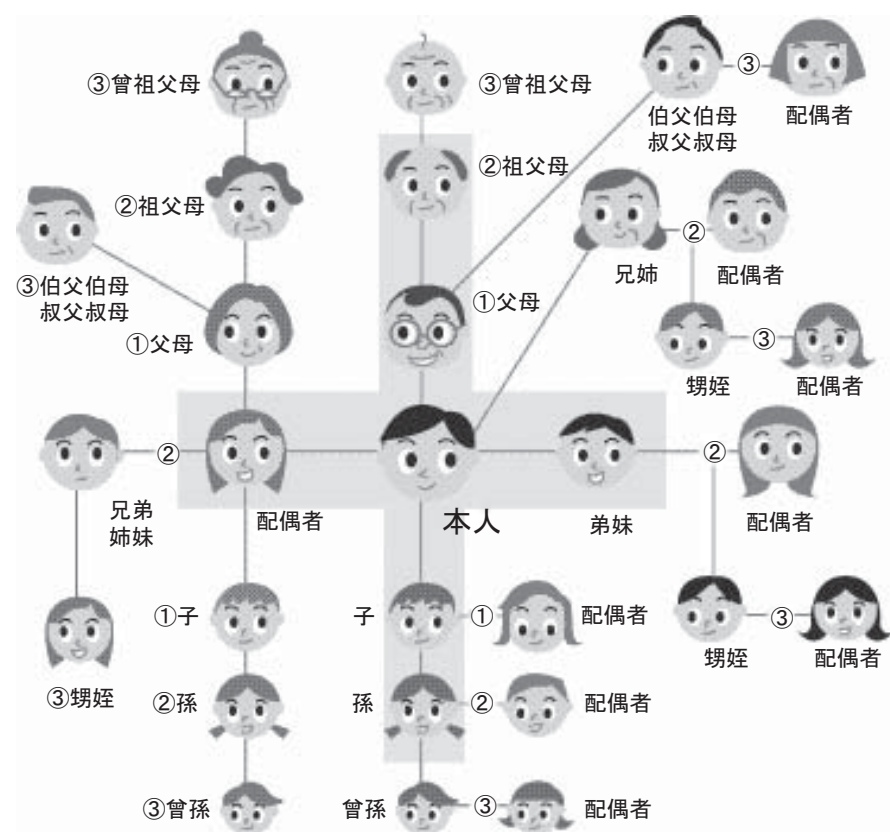 ③曾祖父母
③曾祖父母
③
伯父伯母
叔父叔母
配偶者
②祖父母
②祖父母
②
兄姉
配偶者
③伯父伯母
叔父叔母
①父母
①父母
③
甥姪
配偶者
②
②
兄弟
姉妹
配偶者
本人
弟妹
配偶者
①子
子
①
配偶者
③
甥姪
配偶者
③甥姪
②孫
孫
②
配偶者
③曾孫
曾孫
③
配偶者